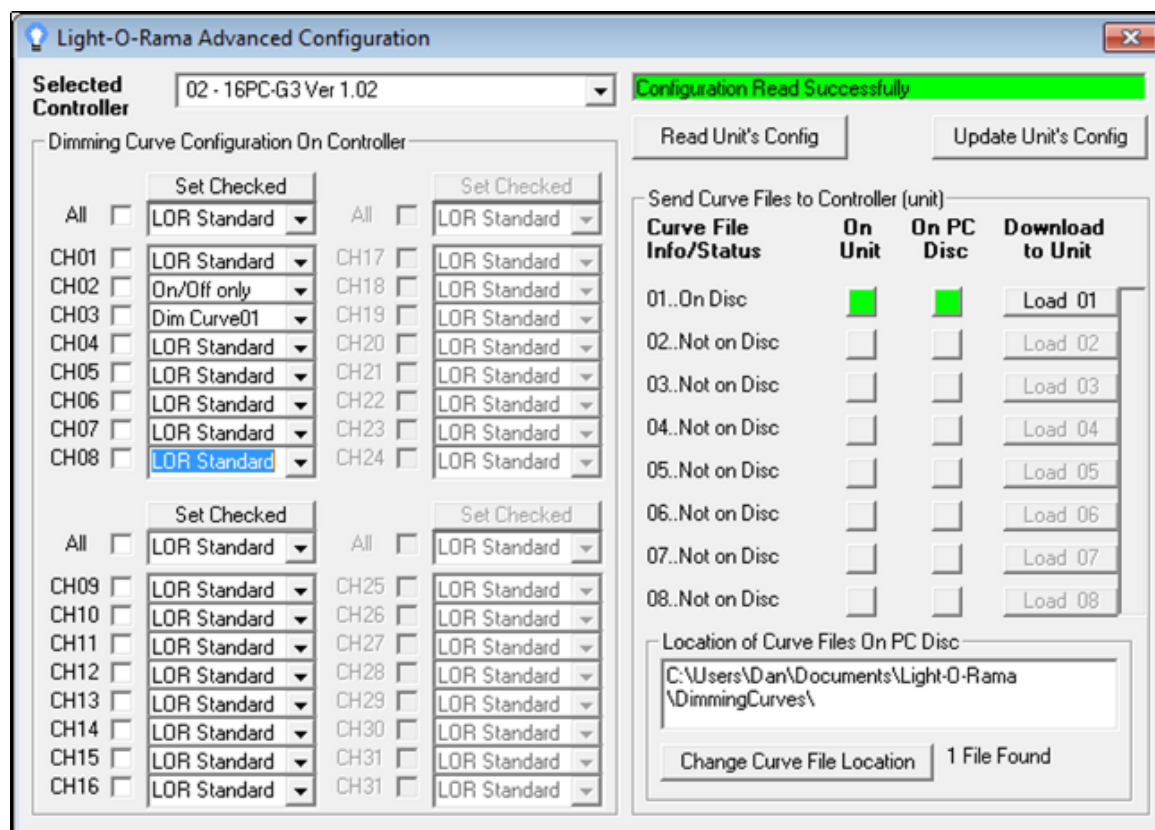 Light-O-Rama Advanced Configuration
Selected Controller
02 - 16PC-G3 Ver 1.02
Configuration Read Successfully
Read Unit's Config
Update Unit's Config
Dimming Curve Configuration On Controller
Set Checked
Set Checked
All LOR Standard All LOR Standard
CH01 LOR Standard CH17 LOR Standard
CH02 On/Off only CH18 LOR Standard
CH03 Dim Curve01 CH19 LOR Standard
CH04 LOR Standard CH20 LOR Standard
CH05 LOR Standard CH21 LOR Standard
CH06 LOR Standard CH22 LOR Standard
CH07 LOR Standard CH23 LOR Standard
CH08 LOR Standard CH24 LOR Standard
Set Checked
Set Checked
All LOR Standard All LOR Standard
CH09 LOR Standard CH25 LOR Standard
CH10 LOR Standard CH26 LOR Standard
CH11 LOR Standard CH27 LOR Standard
CH12 LOR Standard CH28 LOR Standard
CH13 LOR Standard CH29 LOR Standard
CH14 LOR Standard CH30 LOR Standard
CH15 LOR Standard CH31 LOR Standard
CH16 LOR Standard CH31 LOR Standard
Send Curve Files to Controller (unit)
Curve File On On PC Download
Info/Status Unit Disc to Unit
01..On Disc Load 01
02..Not on Disc Load 02
03..Not on Disc Load 03
04..Not on Disc Load 04
05..Not on Disc Load 05
06..Not on Disc Load 06
07..Not on Disc Load 07
08..Not on Disc Load 08
Location of Curve Files On PC Disc
C:\Users\Dan\Documents\Light-O-Rama
\DimmingCurves\
Change Curve File Location
1 File Found